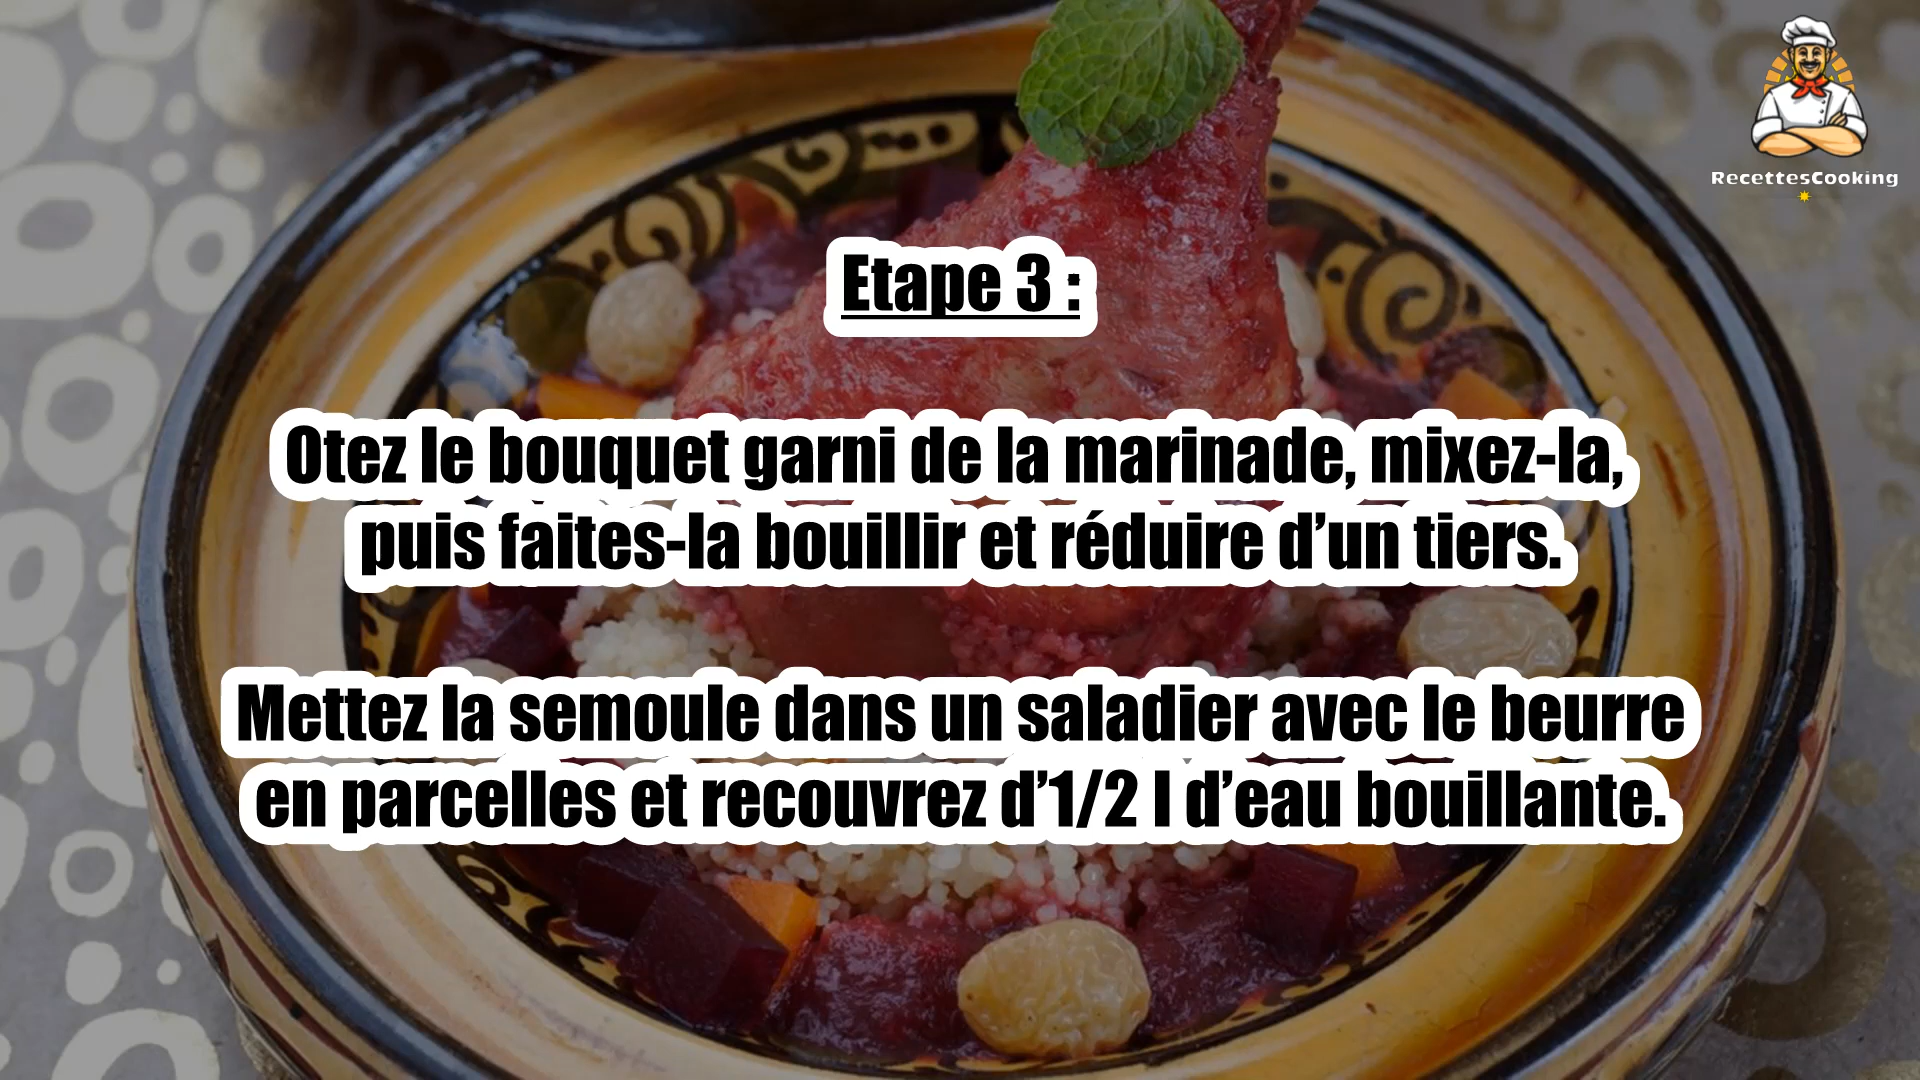 RecettesCooking
Etape 3 :
Otez le bouquet garni de la marinade, mixez-la,
puis faites-la bouillir et réduire d’un tiers.
Mettez la semoule dans un saladier avec le beurre
en parcelles et recouvrez d’1/2 l d’eau bouillante.